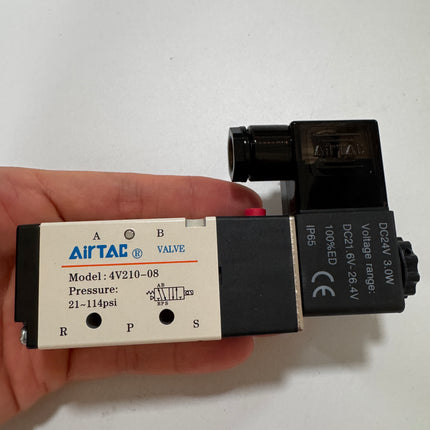 A B
AirTAC ® VALVE
Model: 4V210-08
Pressure:
21~114psi
A B
R P S
R P S
AirTAC
DC24V 3.0W
Voltage range:
DC21.6V- 26.4V
100%ED
IP65
CE